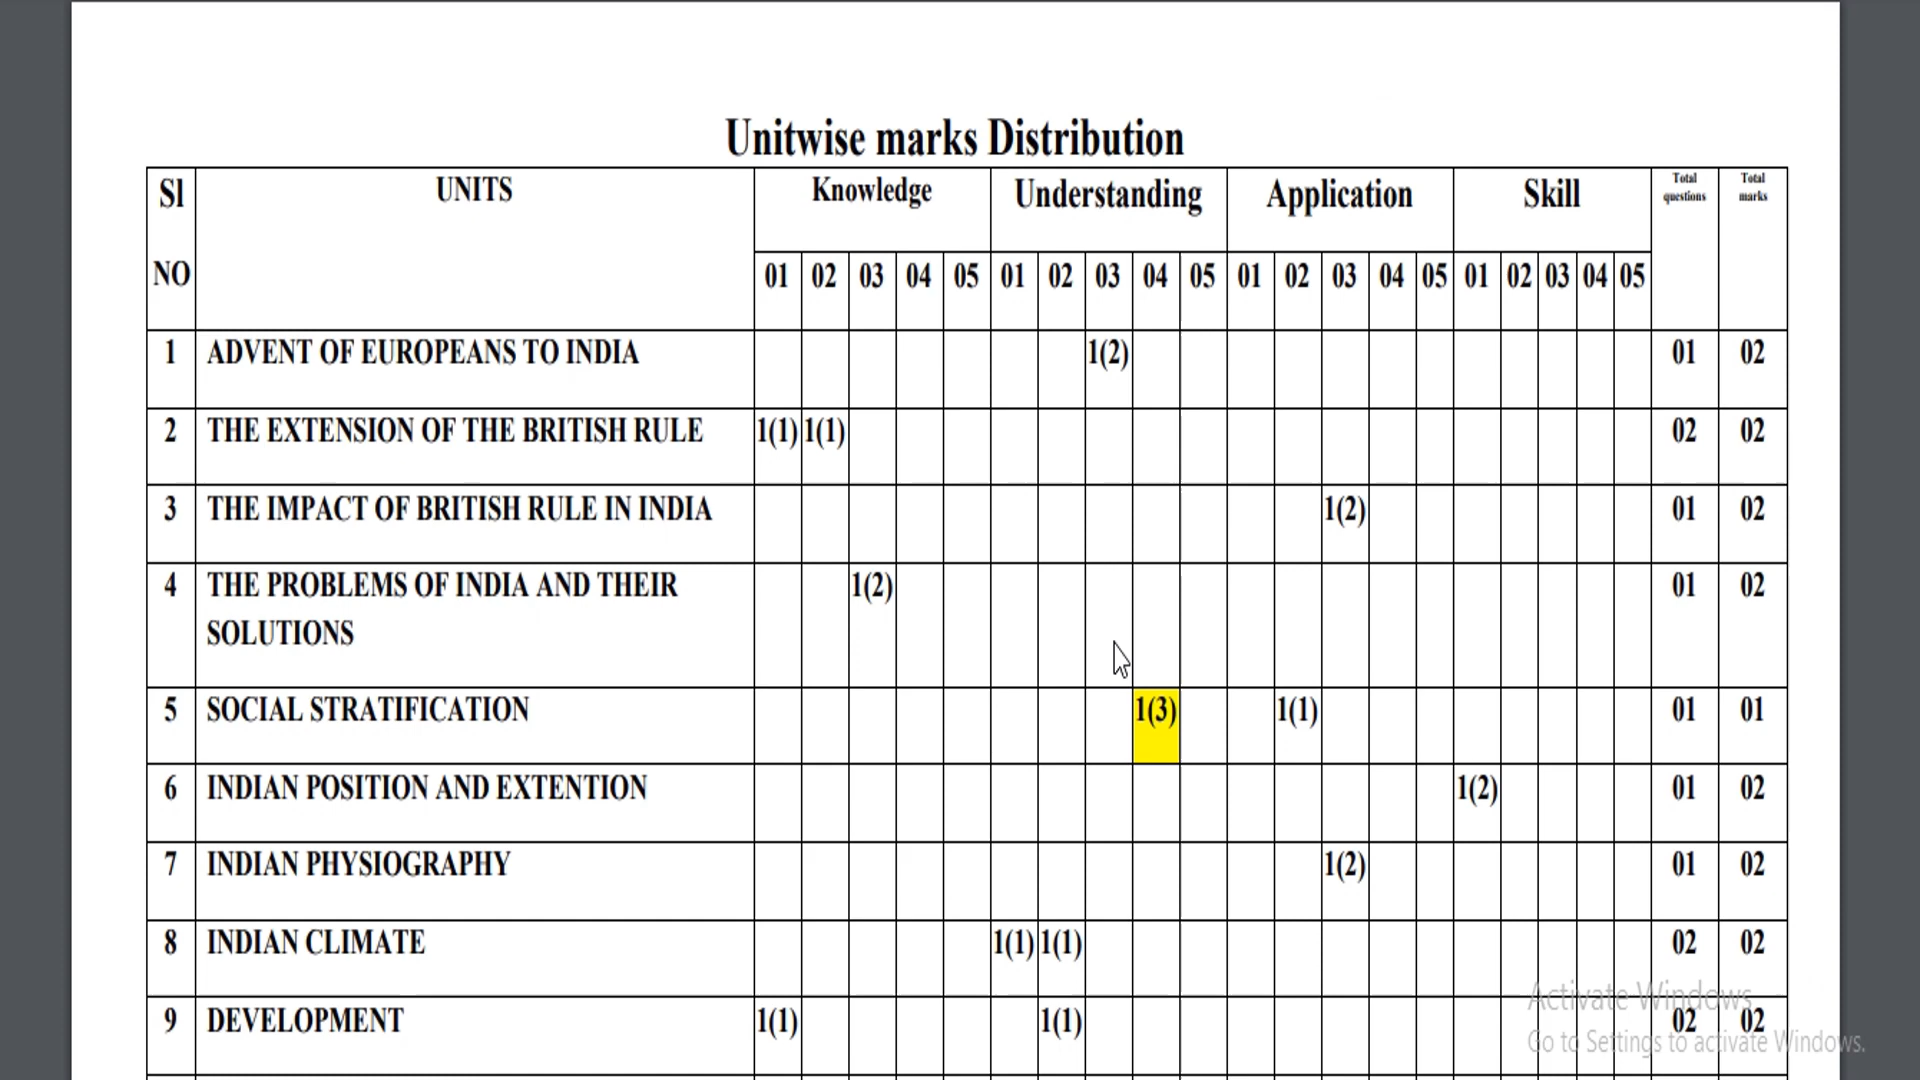 Unitwise marks Distribution
Sl NO UNITS Knowledge Understanding Application Skill Total questions Total marks
01 02 03 04 05 01 02 03 04 05 01 02 03 04 05 01 02 03 04 05
1 ADVENT OF EUROPEANS TO INDIA 1(2) 01 02
2 THE EXTENSION OF THE BRITISH RULE 1(1) 1(1) 02 02
3 THE IMPACT OF BRITISH RULE IN INDIA 1(2) 01 02
4 THE PROBLEMS OF INDIA AND THEIR 1(2) 01 02
SOLUTIONS
5 SOCIAL STRATIFICATION 1(3) 1(1) 01 01
6 INDIAN POSITION AND EXTENTION 1(2) 01 02
7 INDIAN PHYSIOGRAPHY 1(2) 01 02
8 INDIAN CLIMATE 1(1) 1(1) 02 02
9 DEVELOPMENT 1(1) 1(1) 02 02
Activate Windows
Go to Settings to activate Windows.